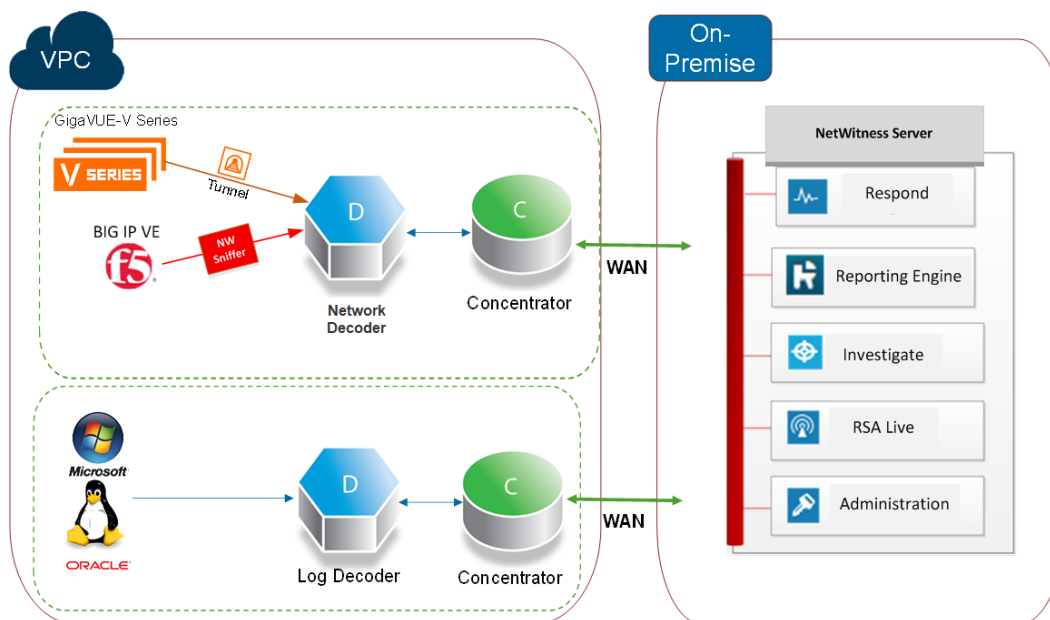 VPC
GigaVUE-V Series
V SERIES
Tunnel
BIG IP VE
f5
NW
Sniffer
D
Network
Decoder
C
Concentrator
WAN
Microsoft
ORACLE
D
Log Decoder
C
Concentrator
WAN
On-
Premise
NetWitness Server
Respond
Reporting Engine
Investigate
RSA Live
Administration